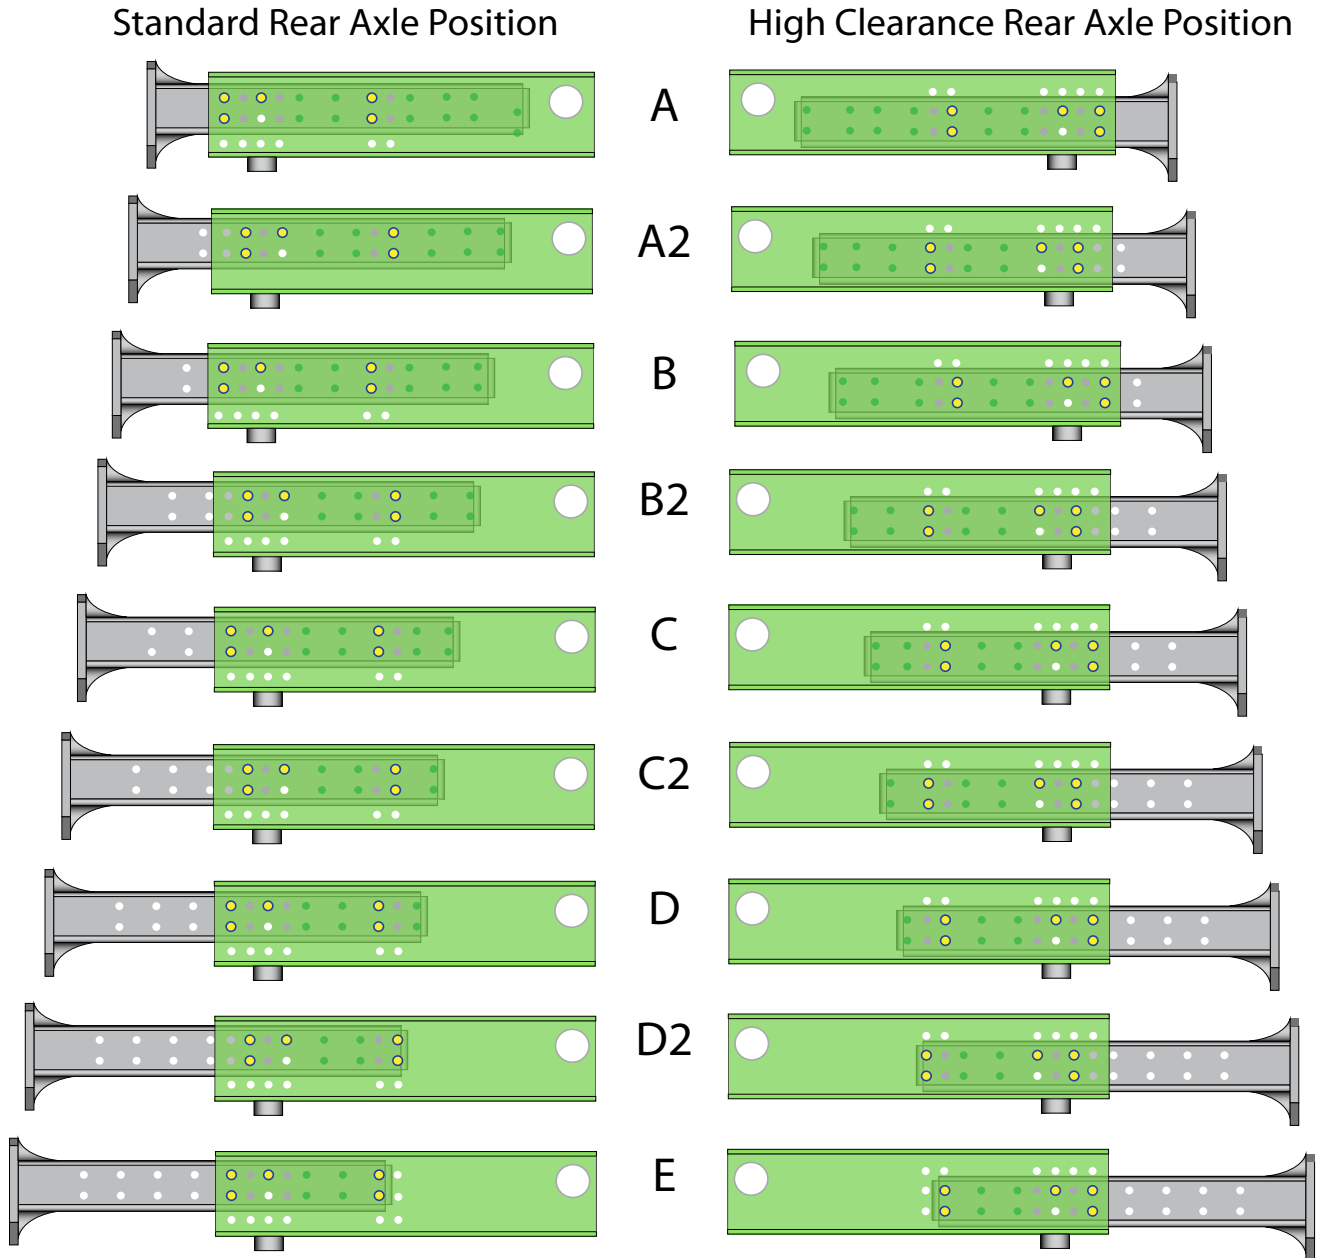 Standard Rear Axle Position
High Clearance Rear Axle Position
A
A2
B
B2
C
C2
D
D2
E